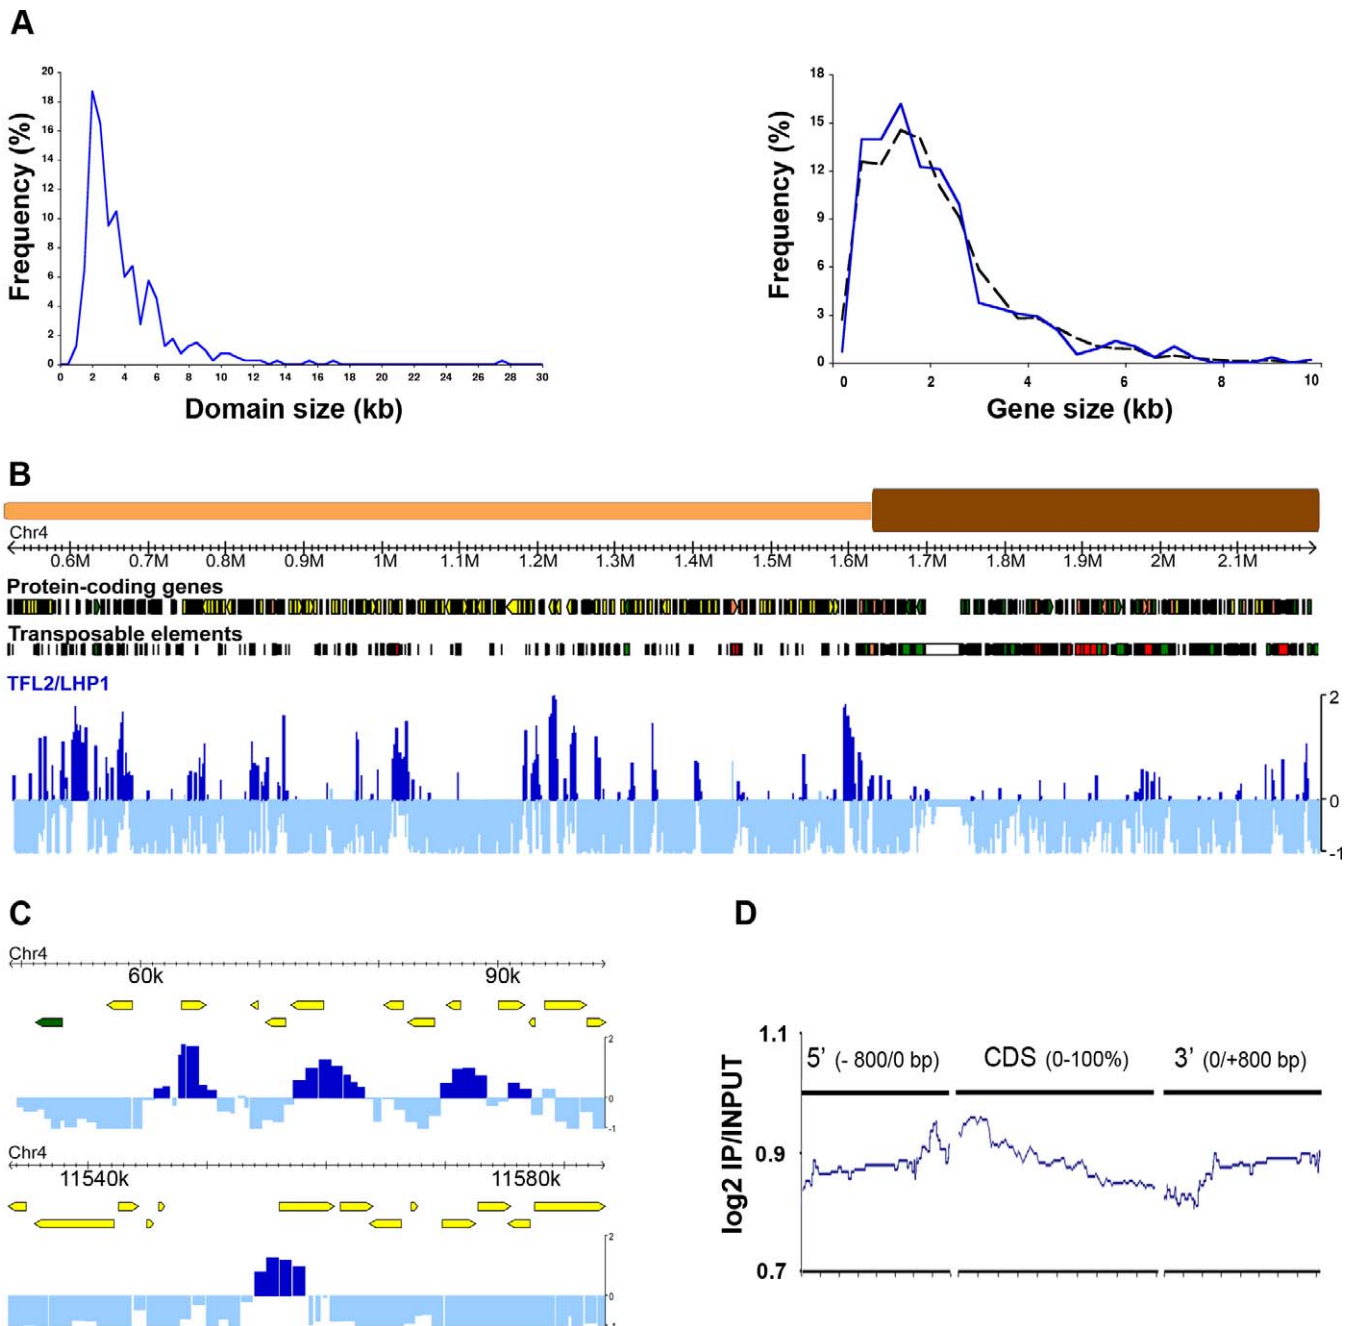 A
Frequency (%)
20
18
16
14
12
10
8
6
4
2
0
0 2 4 6 8 10 12 14 16 18 20 22 24 26 28 30
Domain size (kb)
Frequency (%)
18
15
12
9
6
3
0
0 2 4 6 8 10
Gene size (kb)
B
Chr4
0.6M 0.7M 0.8M 0.9M 1M 1.1M 1.2M 1.3M 1.4M 1.5M 1.6M 1.7M 1.8M 1.9M 2M 2.1M
Protein-coding genes
Transposable elements
TFL2/LHP1
2
0
-1
C
Chr4
60k 90k
2
0
-1
Chr4
11540k 11580k
2
0
D
log2 IP/INPUT
1.1
0.9
0.7
5’ (- 800/0 bp) CDS (0-100%) 3’ (0/+800 bp)